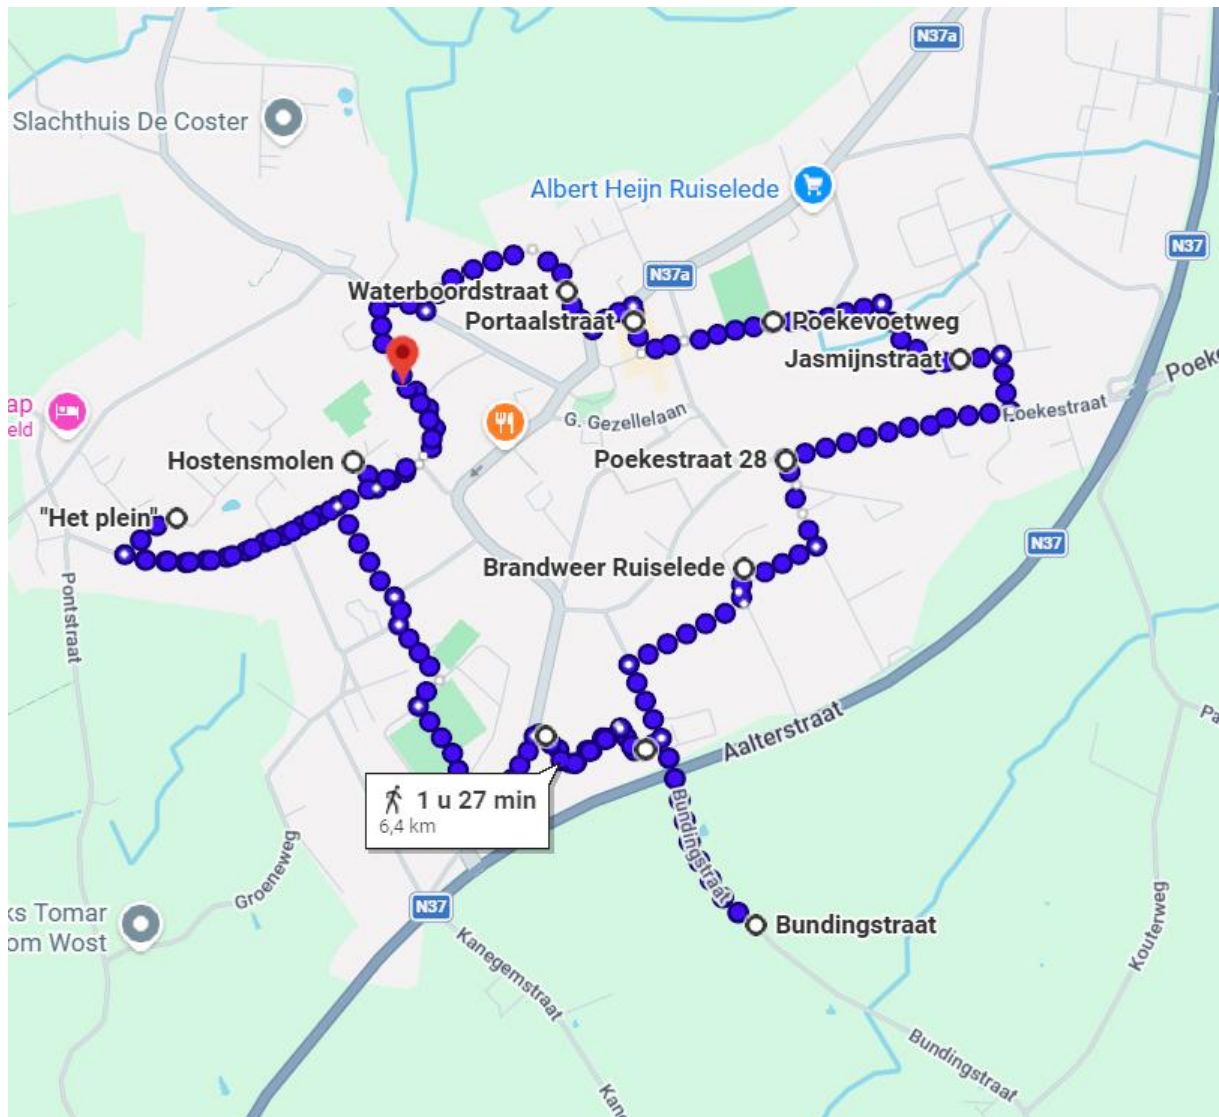 N37a
Slachthuis De Coster
Albert Heijn Ruiselede
N37
N37a
Waterboordstraat
Portaalstraat
Poekevoetweg
Jasmijnstraat
Poeke
ap
eld
G. Gezellelaan
Poekestraat
Hostensmolen
Poekestraat 28
"Het plein"
N37
Brandweer Ruiselede
Pontstraat
Aalterstraat
Pa
1 u 27 min
6,4 km
Bundingstraat
Groeneweg
N37
ks Tomar
om Wost
Bundingstraat
Kouterweg
Kanegemstraat
Bundingstraat
Kane